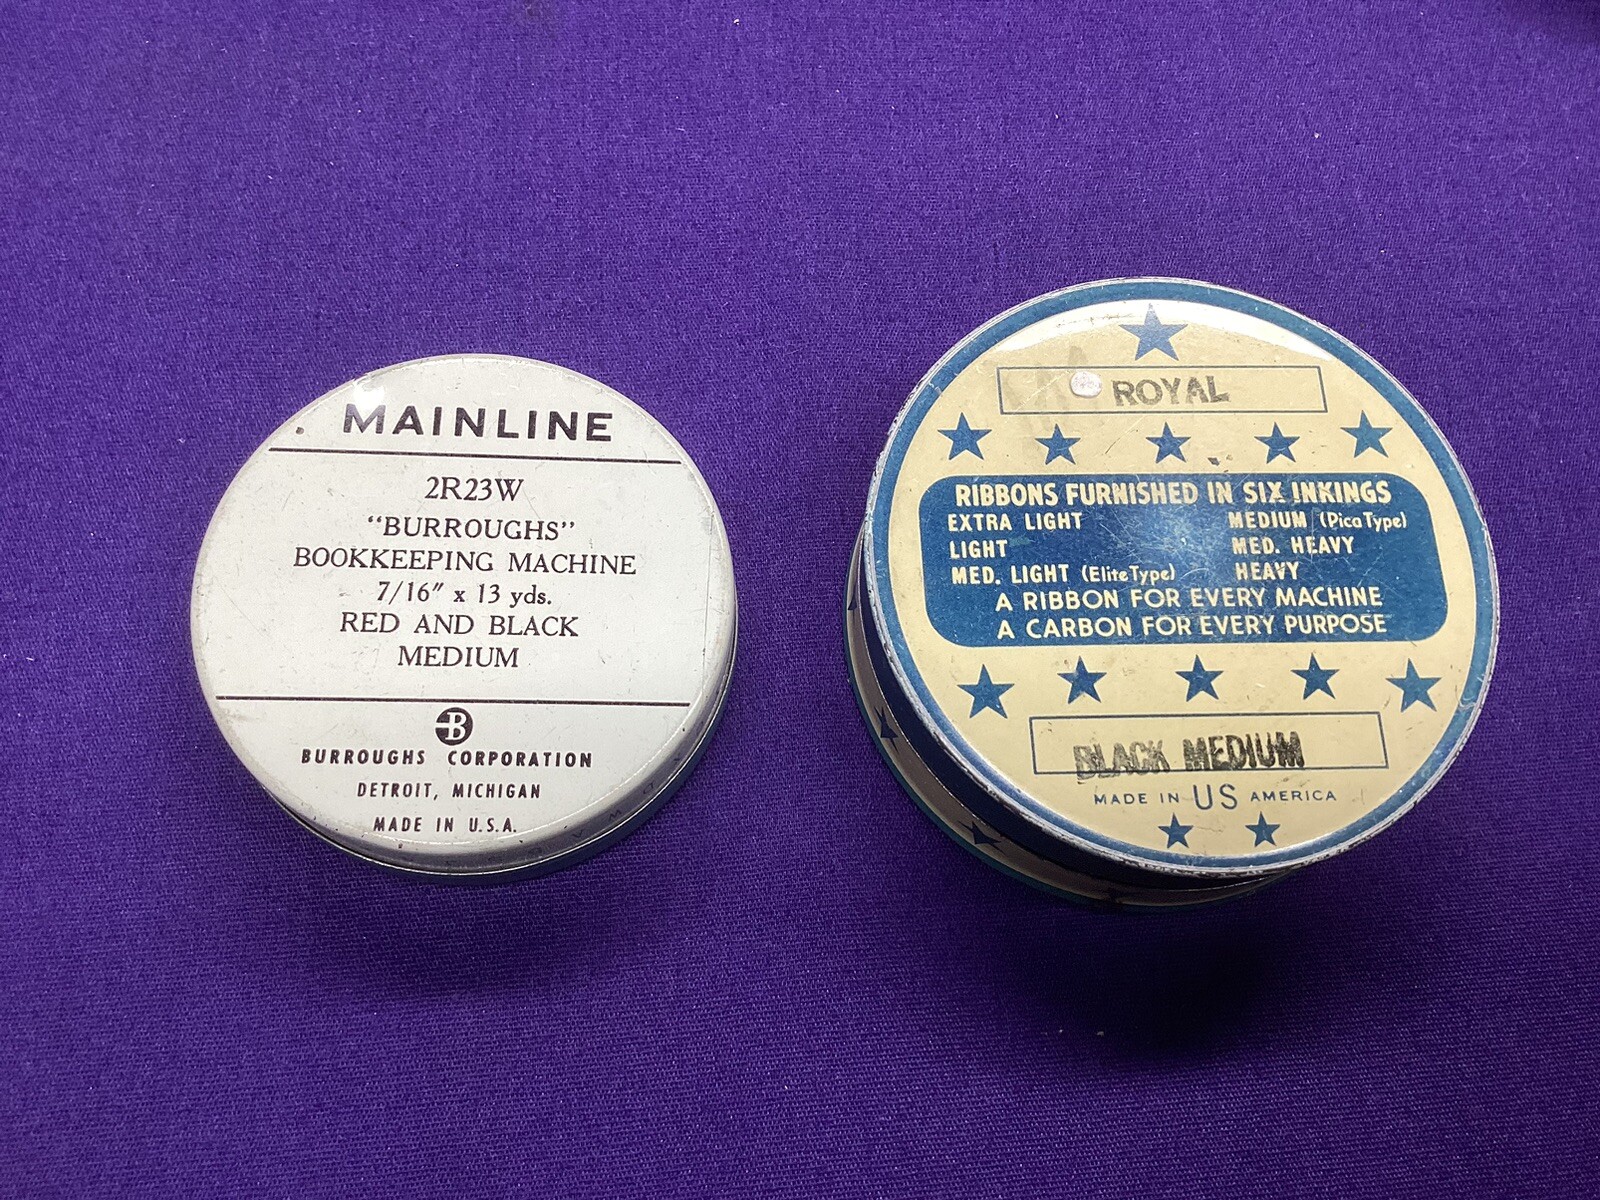 MAINLINE
2R23W
"BURROUGHS"
BOOKKEEPING MACHINE
7/16" x 13 yds.
RED AND BLACK
MEDIUM
B
BURROUGHS CORPORATION
DETROIT, MICHIGAN
MADE IN U.S.A.
ROYAL
RIBBONS FURNISHED IN SIX INKINGS
EXTRA LIGHT MEDIUM (Pica Type)
LIGHT MED. HEAVY
MED. LIGHT (Elite Type) HEAVY
A RIBBON FOR EVERY MACHINE
A CARBON FOR EVERY PURPOSE
BLACK MEDIUM
MADE IN US AMERICA